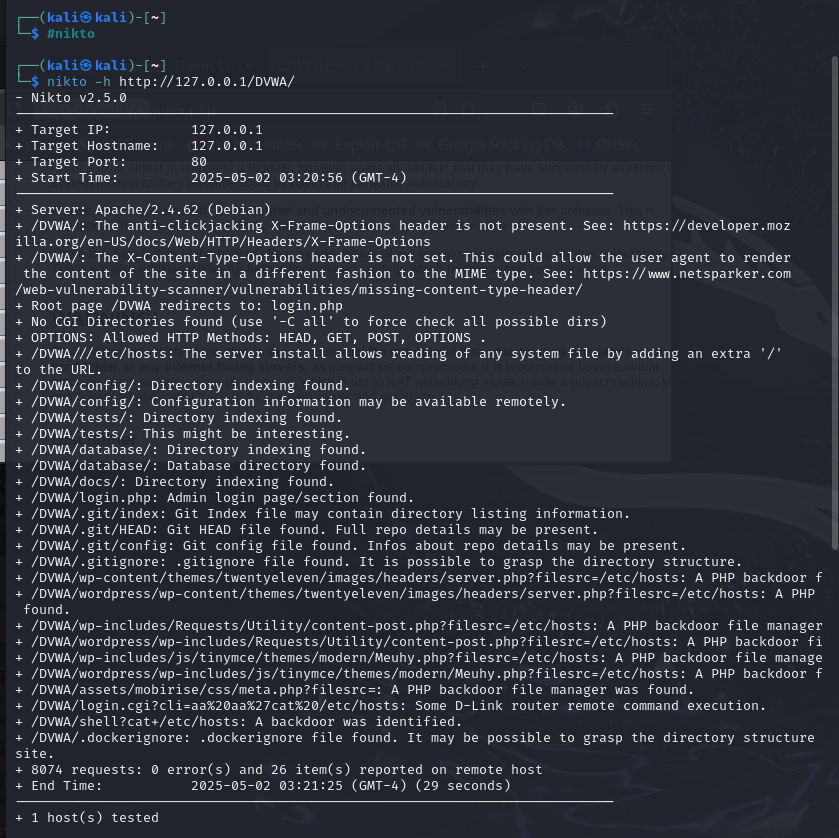 ┌──(kali㉿kali)-[~]
└─$ #nikto
┌──(kali㉿kali)-[~]
└─$ nikto -h http://127.0.0.1/DVWA/
- Nikto v2.5.0
+ Target IP:          127.0.0.1
+ Target Hostname:    127.0.0.1
+ Target Port:        80
+ Start Time:         2025-05-02 03:20:56 (GMT-4)
+ Server: Apache/2.4.62 (Debian)
+ /DVWA/: The anti-clickjacking X-Frame-Options header is not present. See: https://developer.moz
illa.org/en-US/docs/Web/HTTP/Headers/X-Frame-Options
+ /DVWA/: The X-Content-Type-Options header is not set. This could allow the user agent to render
 the content of the site in a different fashion to the MIME type. See: https://www.netsparker.com
/web-vulnerability-scanner/vulnerabilities/missing-content-type-header/
+ Root page /DVWA redirects to: login.php
+ No CGI Directories found (use '-C all' to force check all possible dirs)
+ OPTIONS: Allowed HTTP Methods: HEAD, GET, POST, OPTIONS .
+ /DVWA///etc/hosts: The server install allows reading of any system file by adding an extra '/'
to the URL.
+ /DVWA/config/: Directory indexing found.
+ /DVWA/config/: Configuration information may be available remotely.
+ /DVWA/tests/: Directory indexing found.
+ /DVWA/tests/: This might be interesting.
+ /DVWA/database/: Directory indexing found.
+ /DVWA/database/: Database directory found.
+ /DVWA/docs/: Directory indexing found.
+ /DVWA/login.php: Admin login page/section found.
+ /DVWA/.git/index: Git Index file may contain directory listing information.
+ /DVWA/.git/HEAD: Git HEAD file found. Full repo details may be present.
+ /DVWA/.git/config: Git config file found. Infos about repo details may be present.
+ /DVWA/.gitignore: .gitignore file found. It is possible to grasp the directory structure.
+ /DVWA/wp-content/themes/twentyeleven/images/headers/server.php?filesrc=/etc/hosts: A PHP backdoor f
+ /DVWA/wordpress/wp-content/themes/twentyeleven/images/headers/server.php?filesrc=/etc/hosts: A PHP
 found.
+ /DVWA/wp-includes/Requests/Utility/content-post.php?filesrc=/etc/hosts: A PHP backdoor file manager
+ /DVWA/wordpress/wp-includes/Requests/Utility/content-post.php?filesrc=/etc/hosts: A PHP backdoor fi
+ /DVWA/wp-includes/js/tinymce/themes/modern/Meuhy.php?filesrc=/etc/hosts: A PHP backdoor file manage
+ /DVWA/wordpress/wp-includes/js/tinymce/themes/modern/Meuhy.php?filesrc=/etc/hosts: A PHP backdoor f
+ /DVWA/assets/mobirise/css/meta.php?filesrc=: A PHP backdoor file manager was found.
+ /DVWA/login.cgi?cli=aa%20aa%27cat%20/etc/hosts: Some D-Link router remote command execution.
+ /DVWA/shell?cat+/etc/hosts: A backdoor was identified.
+ /DVWA/.dockerignore: .dockerignore file found. It may be possible to grasp the directory structure
site.
+ 8074 requests: 0 error(s) and 26 item(s) reported on remote host
+ End Time:           2025-05-02 03:21:25 (GMT-4) (29 seconds)
+ 1 host(s) tested